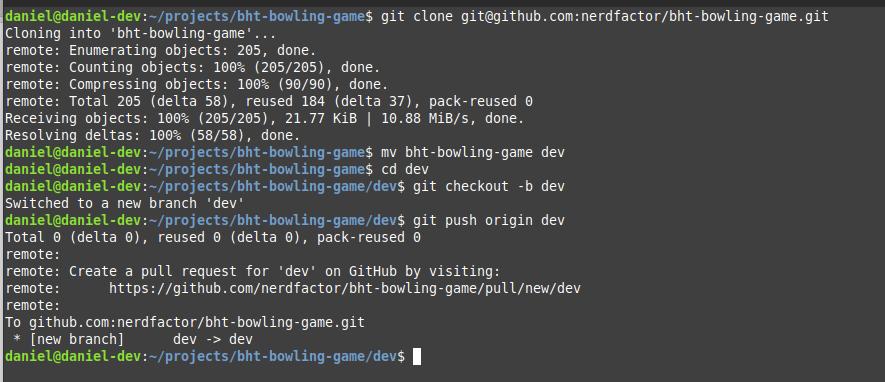 daniel@daniel-dev:~/projects/bht-bowling-game$ git clone git@github.com:nerdfactor/bht-bowling-game.git
Cloning into 'bht-bowling-game'...
remote: Enumerating objects: 205, done.
remote: Counting objects: 100% (205/205), done.
remote: Compressing objects: 100% (90/90), done.
remote: Total 205 (delta 58), reused 184 (delta 37), pack-reused 0
Receiving objects: 100% (205/205), 21.77 KiB | 10.88 MiB/s, done.
Resolving deltas: 100% (58/58), done.
daniel@daniel-dev:~/projects/bht-bowling-game$ mv bht-bowling-game dev
daniel@daniel-dev:~/projects/bht-bowling-game$ cd dev
daniel@daniel-dev:~/projects/bht-bowling-game/dev$ git checkout -b dev
Switched to a new branch 'dev'
daniel@daniel-dev:~/projects/bht-bowling-game/dev$ git push origin dev
Total 0 (delta 0), reused 0 (delta 0), pack-reused 0
remote:
remote: Create a pull request for 'dev' on GitHub by visiting:
remote:      https://github.com/nerdfactor/bht-bowling-game/pull/new/dev
remote:
To github.com:nerdfactor/bht-bowling-game.git
 * [new branch]      dev -> dev
daniel@daniel-dev:~/projects/bht-bowling-game/dev$